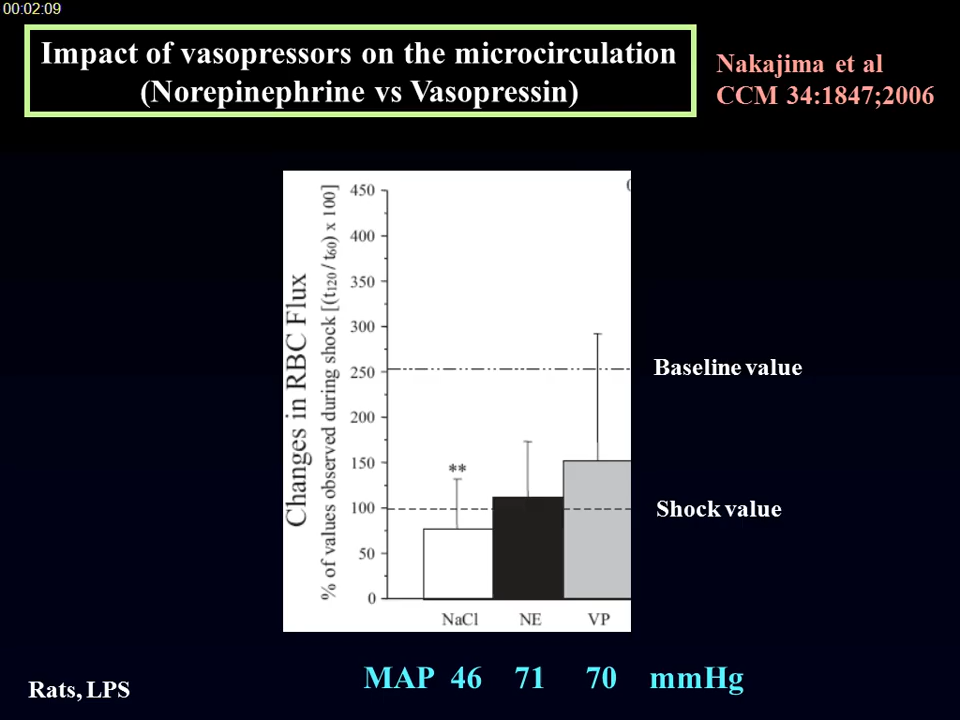 00:02:09
Impact of vasopressors on the microcirculation
(Norepinephrine vs Vasopressin)
Nakajima et al
CCM 34:1847;2006
Changes in RBC Flux
% of values observed during shock [(t120/t60) x 100]
450
400
350
300
250
200
150
100
50
0
**
NaCl NE VP
Baseline value
Shock value
MAP 46 71 70 mmHg
Rats, LPS